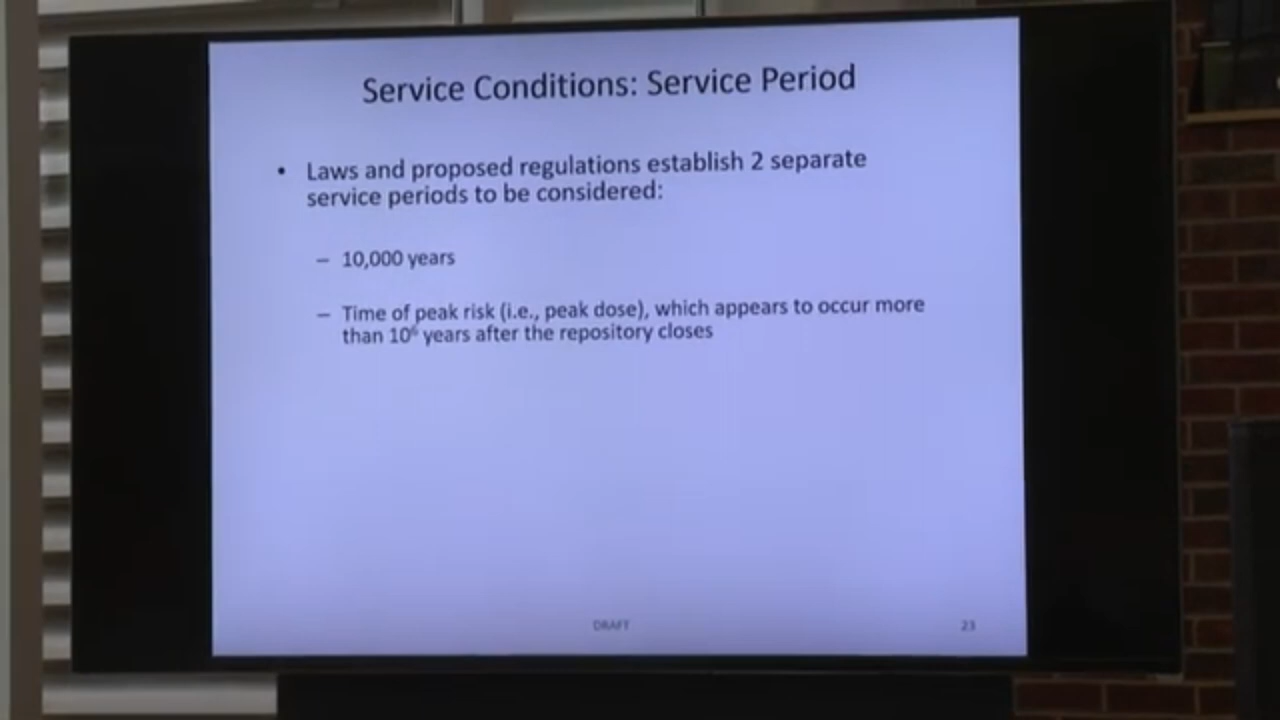 Service Conditions: Service Period
• Laws and proposed regulations establish 2 separate
service periods to be considered:
– 10,000 years
– Time of peak risk (i.e., peak dose), which appears to occur more
than 10⁶ years after the repository closes
DRAFT
23